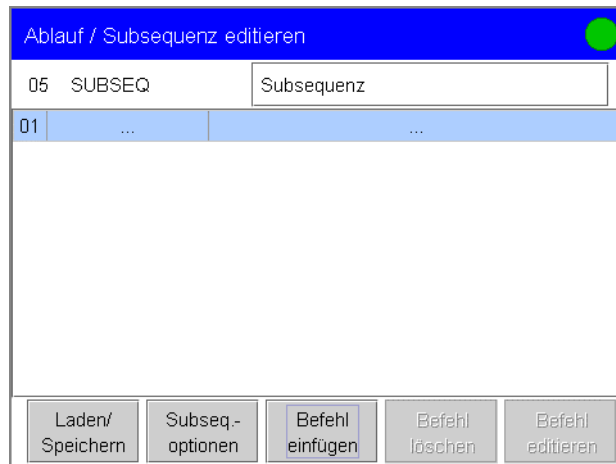 Ablauf / Subsequenz editieren
05 SUBSEQ Subsequenz
01 ... ...
Laden/ Subseq.- Befehl Befehl Befehl
Speichern optionen einfügen löschen editieren